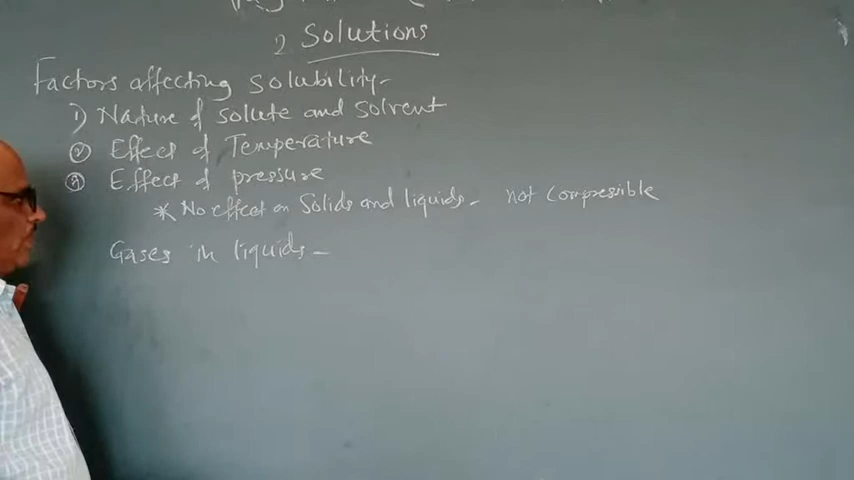 2 Solutions
Factors affecting solubility-
1) Nature of solute and solvent
② Effect of Temperature
③ Effect of pressure
* No effect on Solids and liquids - not compressible
Gases in liquids -